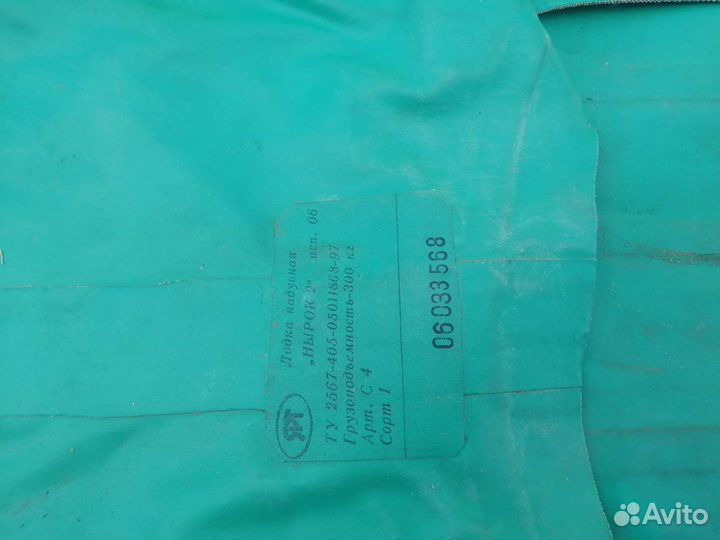 Лодка надувная
„НЫРОК 2" исп. 06
ТУ 2567-405-05011868-97
Грузоподъемность-300 кг
Арт. С 4
Сорт 1
ЯРТ
06033568
Avito